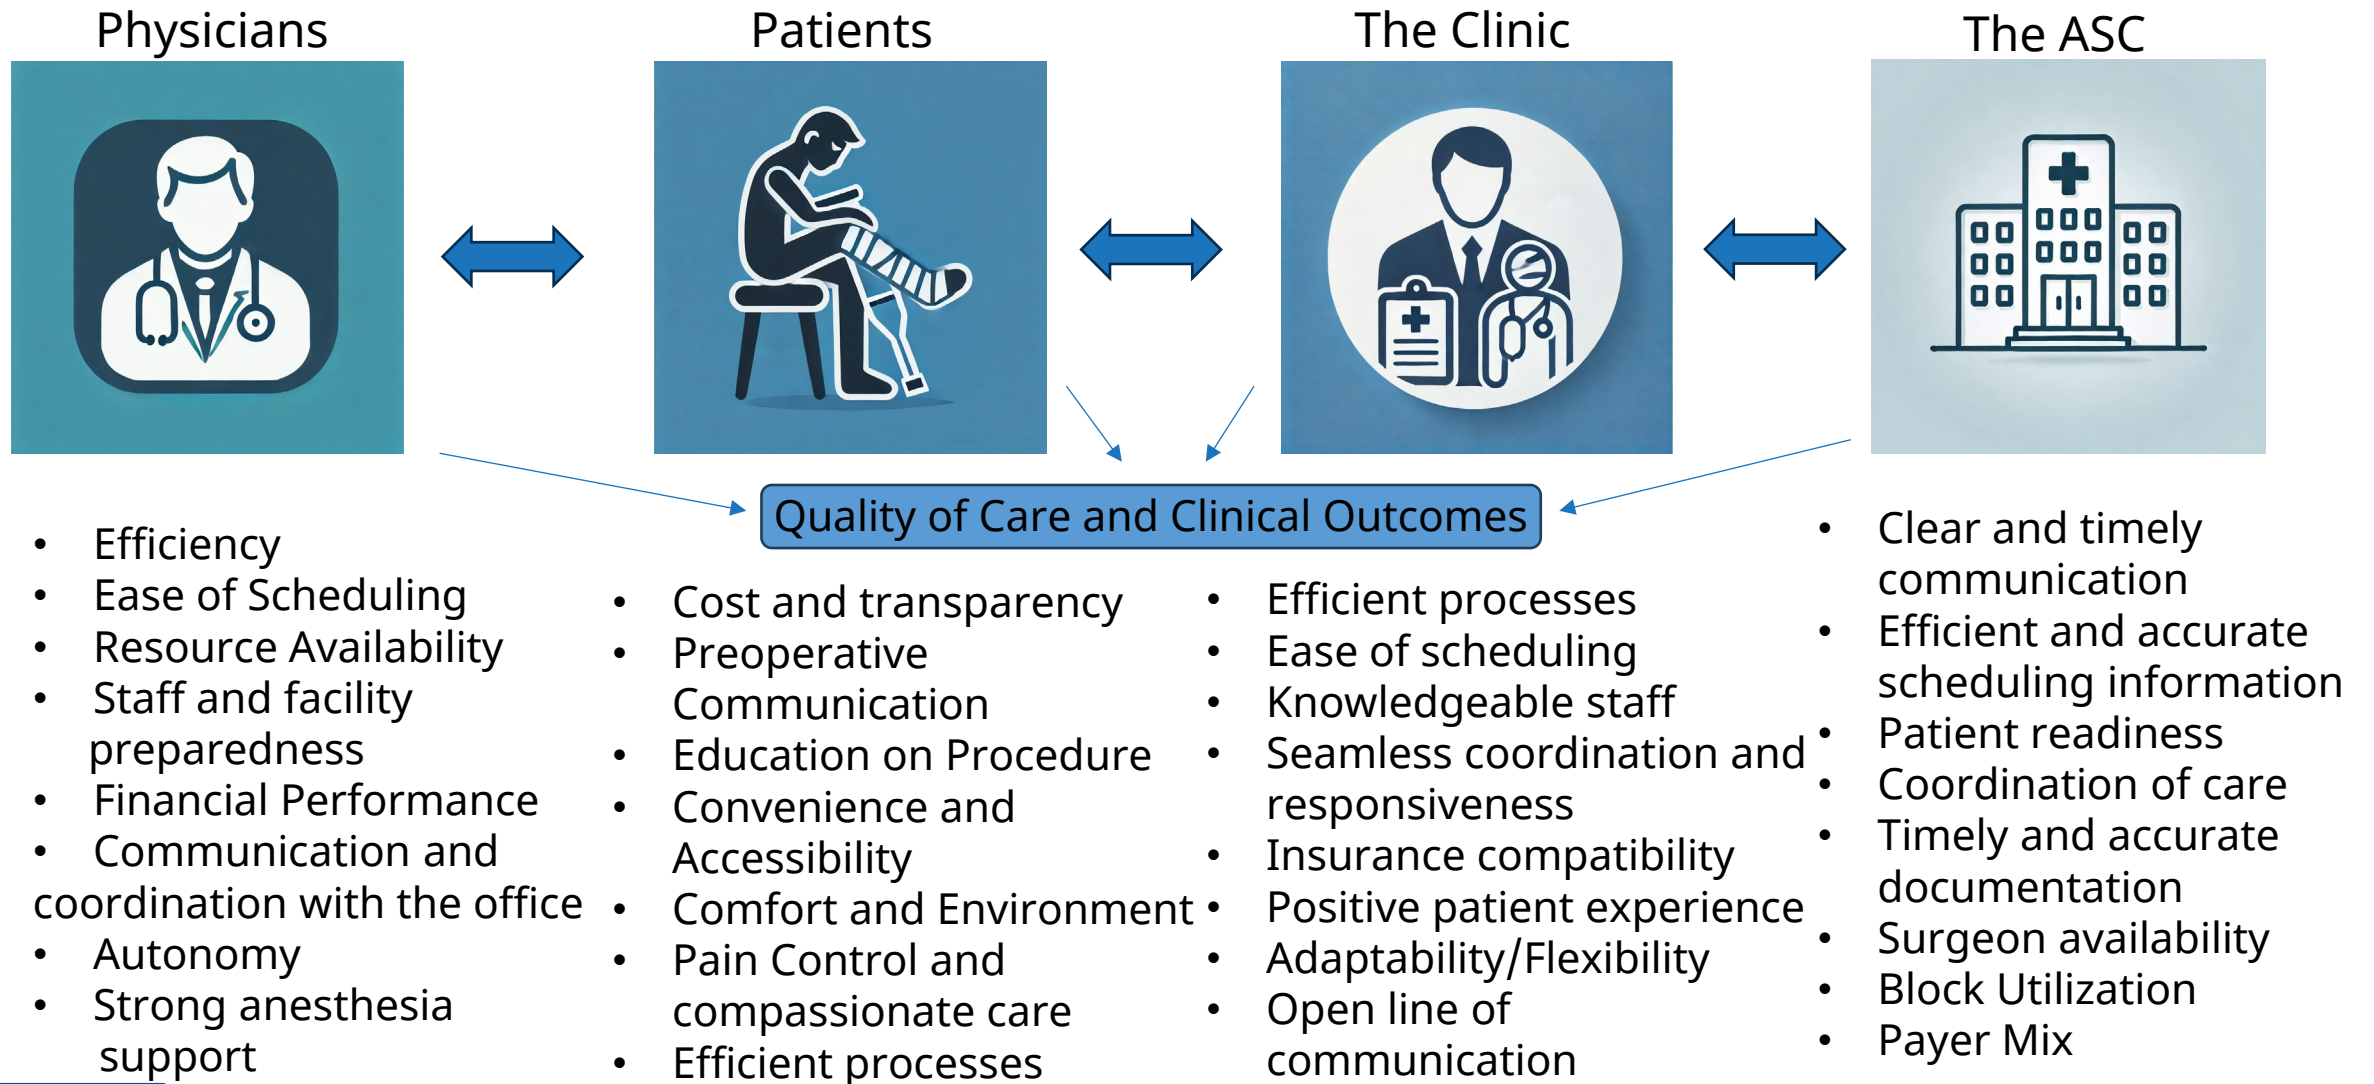 Physicians
Patients
The Clinic
The ASC
Quality of Care and Clinical Outcomes
• Efficiency
• Ease of Scheduling
• Resource Availability
• Staff and facility
preparedness
• Financial Performance
• Communication and
coordination with the office
• Autonomy
• Strong anesthesia
support
• Cost and transparency
• Preoperative
Communication
• Education on Procedure
• Convenience and
Accessibility
• Comfort and Environment
• Pain Control and
compassionate care
• Efficient processes
• Efficient processes
• Ease of scheduling
• Knowledgeable staff
• Seamless coordination and
responsiveness
• Insurance compatibility
• Positive patient experience
• Adaptability/Flexibility
• Open line of
communication
• Clear and timely
communication
• Efficient and accurate
scheduling information
• Patient readiness
• Coordination of care
• Timely and accurate
documentation
• Surgeon availability
• Block Utilization
• Payer Mix